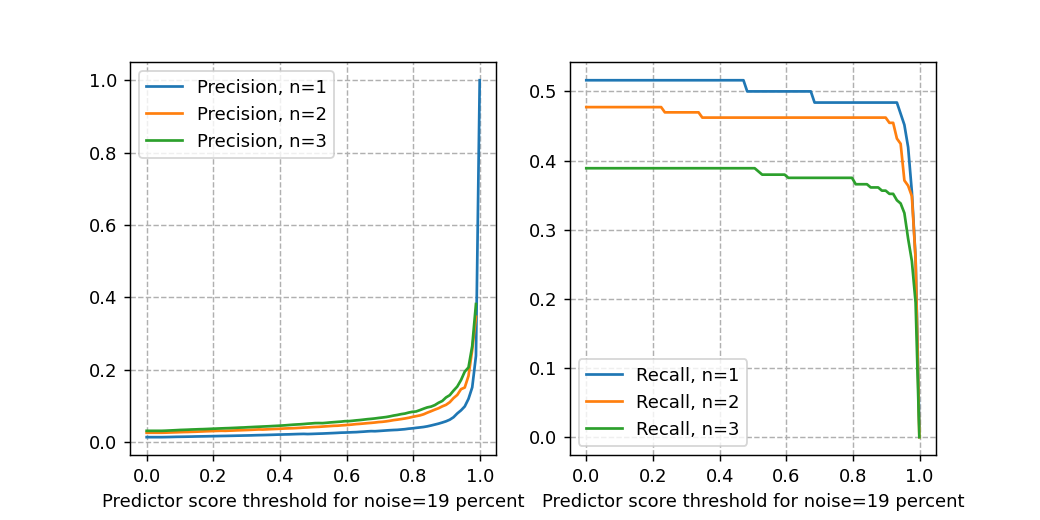 1.0
0.8
0.6
0.4
0.2
0.0
Precision, n=1
Precision, n=2
Precision, n=3
0.0 0.2 0.4 0.6 0.8 1.0
Predictor score threshold for noise=19 percent
0.5
0.4
0.3
0.2
0.1
0.0
Recall, n=1
Recall, n=2
Recall, n=3
0.0 0.2 0.4 0.6 0.8 1.0
Predictor score threshold for noise=19 percent